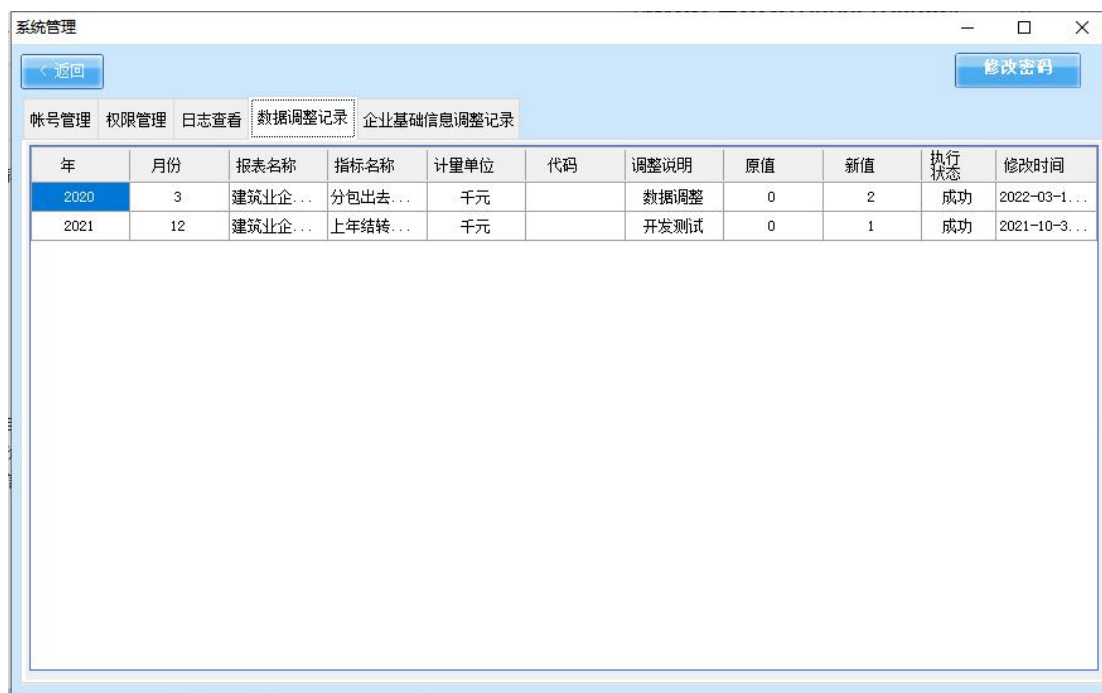 系统管理
< 返回 修改密码
帐号管理 权限管理 日志查看 数据调整记录 企业基础信息调整记录
年 月份 报表名称 指标名称 计量单位 代码 调整说明 原值 新值 执行状态 修改时间
2020 3 建筑业企... 分包出去... 千元 数据调整 0 2 成功 2022-03-1...
2021 12 建筑业企... 上年结转... 千元 开发测试 0 1 成功 2021-10-3...